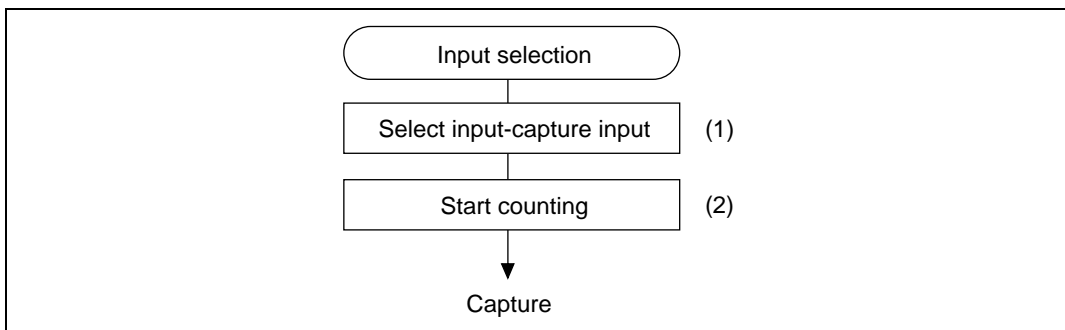 Input selection
Select input-capture input (1)
Start counting (2)
Capture